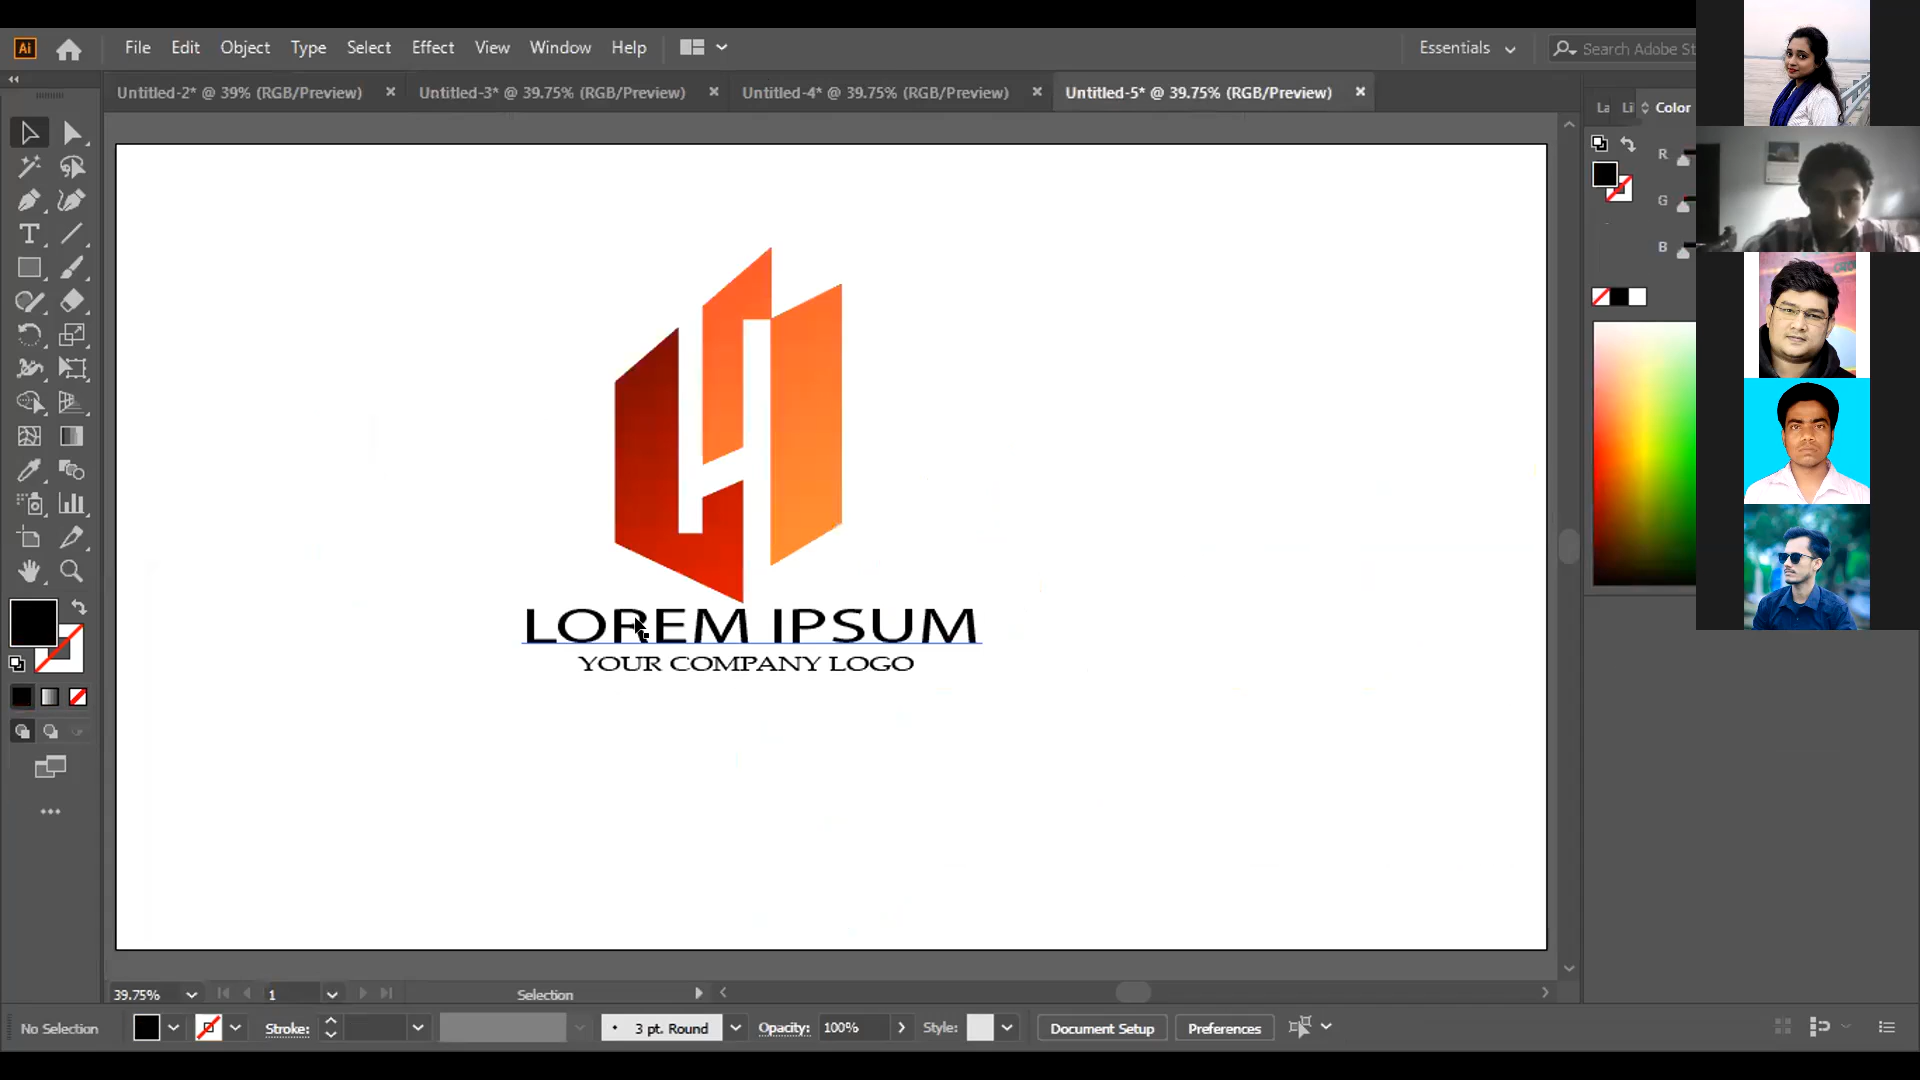 Ai File Edit Object Type Select Effect View Window Help Essentials Search Adobe St
Untitled-2* @ 39% (RGB/Preview) Untitled-3* @ 39.75% (RGB/Preview) Untitled-4* @ 39.75% (RGB/Preview) Untitled-5* @ 39.75% (RGB/Preview)
La Li Color
R
G
B
LOREM IPSUM
YOUR COMPANY LOGO
39.75% 1 Selection
No Selection Stroke: 3 pt. Round Opacity: 100% Style: Document Setup Preferences